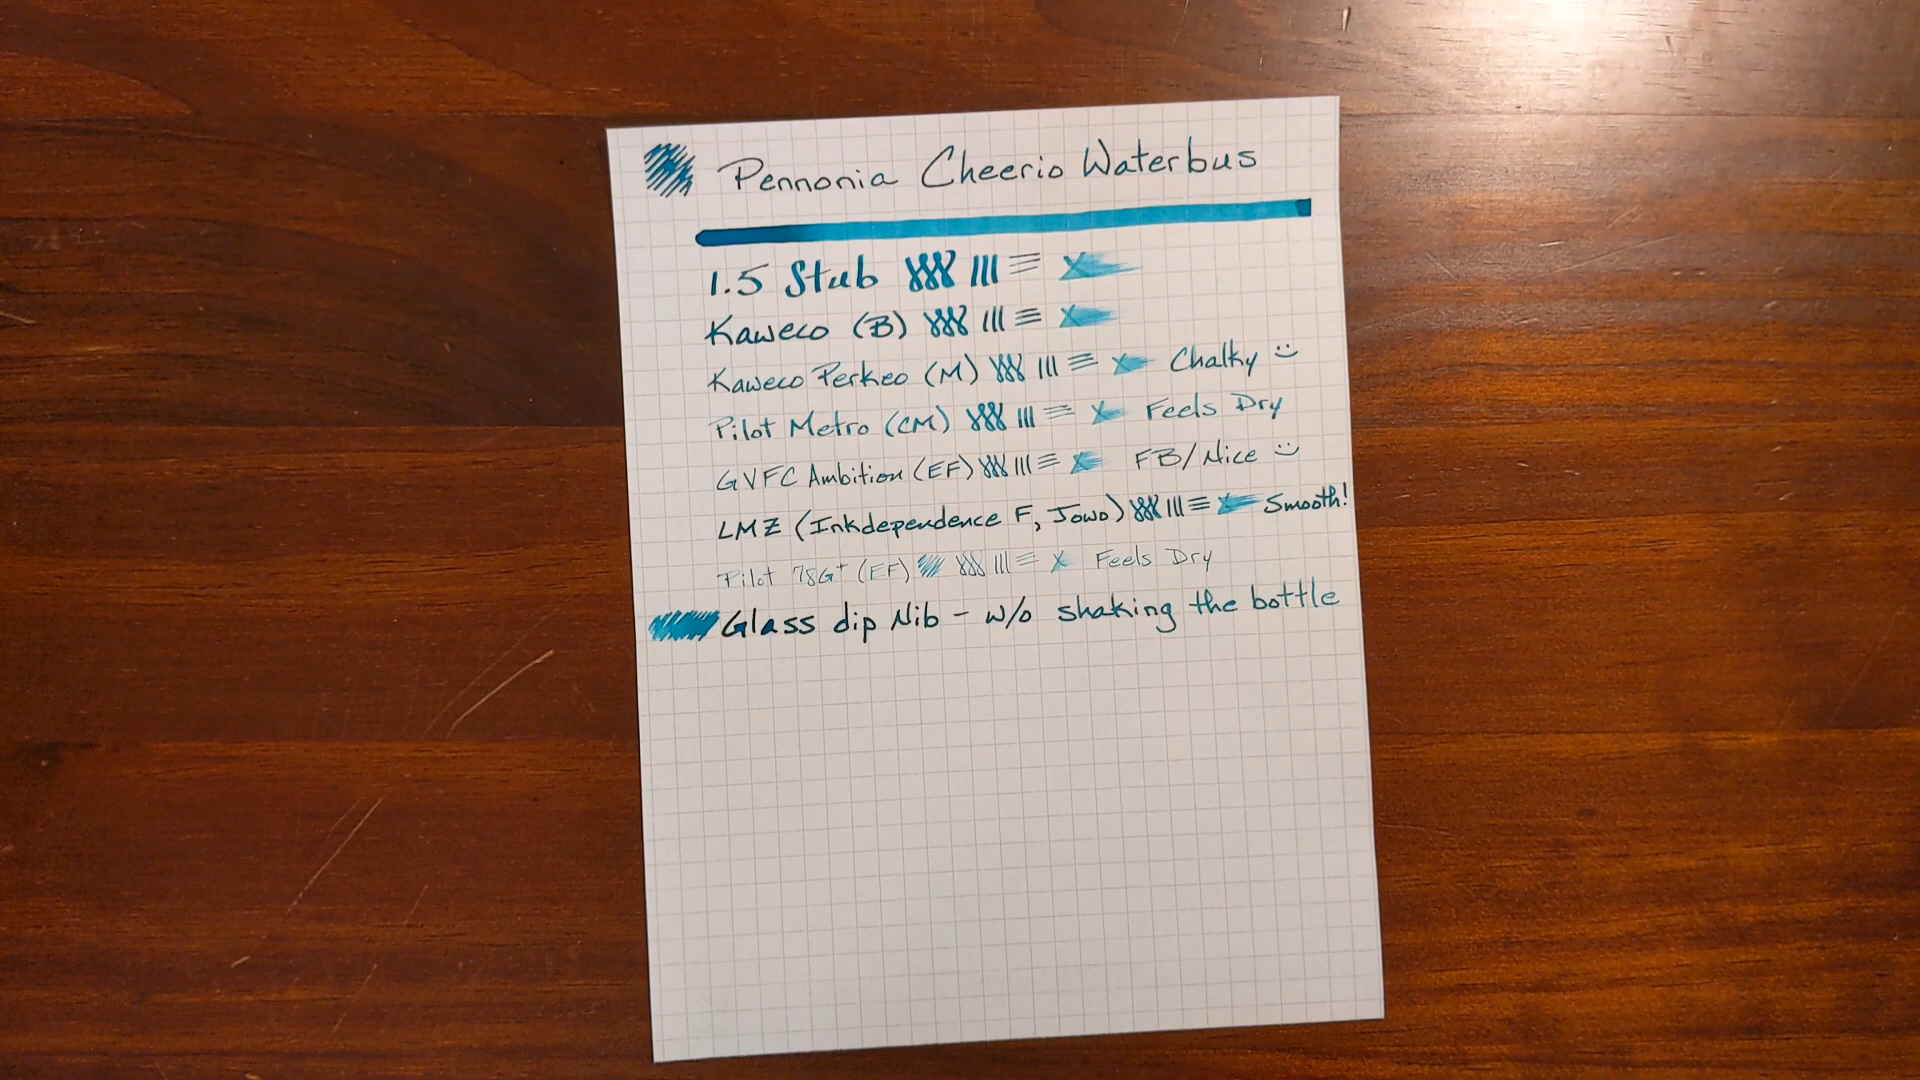 Pennonia Cheerio Waterbus
1.5 Stub
Kaweco (B)
Kaweco Perkeo (M) Chalky :)
Pilot Metro (CM) Feels Dry
GVFC Ambition (EF) FB/Nice :)
LMZ (Inkdependence F, Jowo) Smooth!
Pilot 78G+ (EF) Feels Dry
Glass dip Nib - w/o shaking the bottle